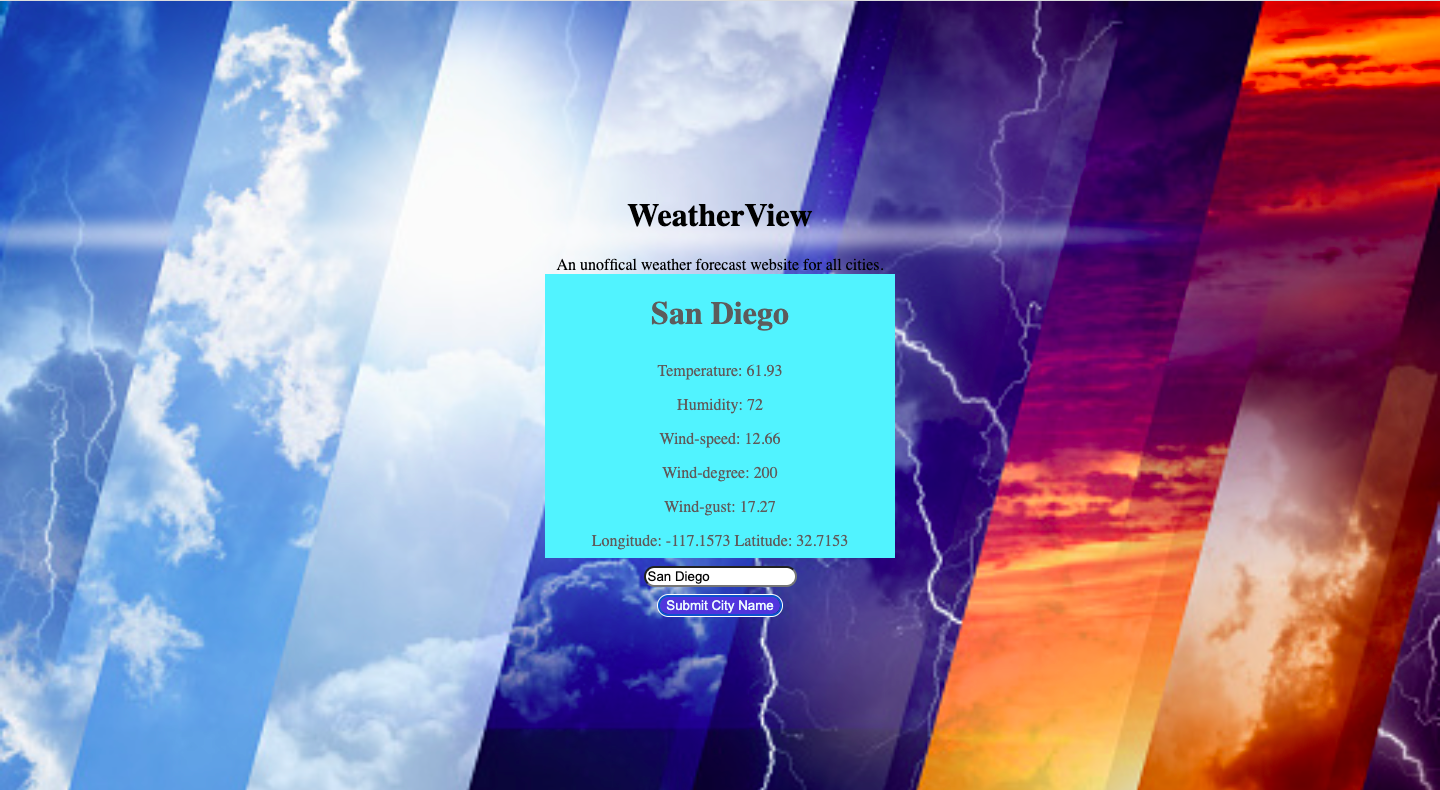 WeatherView
An unoffical weather forecast website for all cities.
San Diego
Temperature: 61.93
Humidity: 72
Wind-speed: 12.66
Wind-degree: 200
Wind-gust: 17.27
Longitude: -117.1573 Latitude: 32.7153
San Diego
Submit City Name